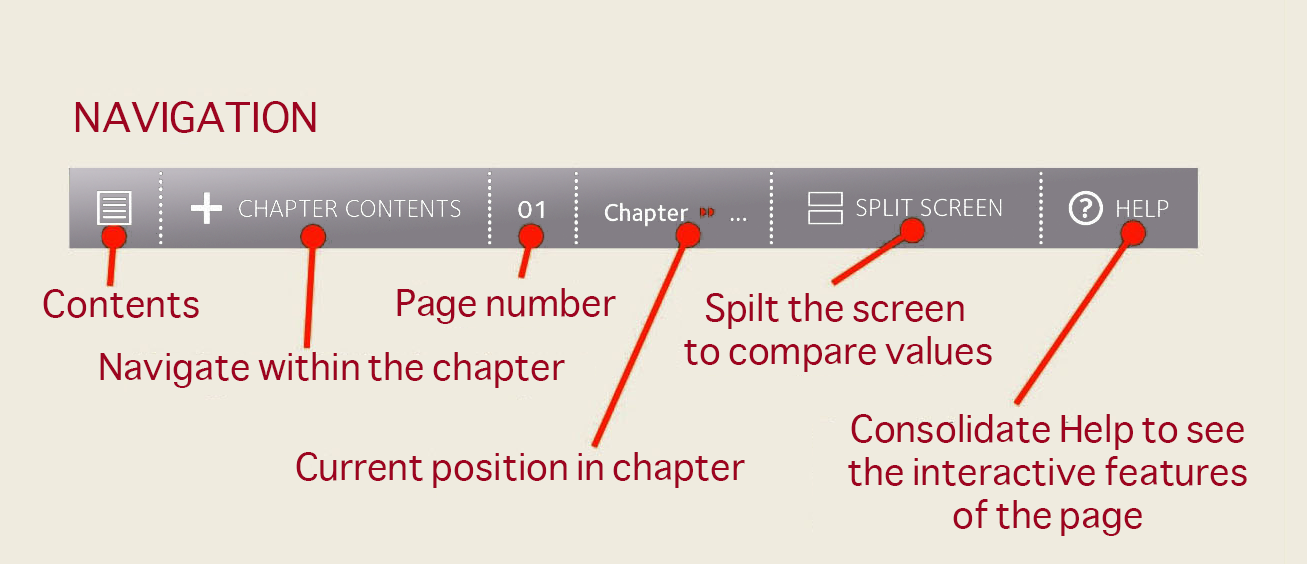 NAVIGATION
CHAPTER CONTENTS
01
Chapter ...
SPLIT SCREEN
? HELP
Contents
Page number
Spilt the screen
to compare values
Navigate within the chapter
Current position in chapter
Consolidate Help to see
the interactive features
of the page